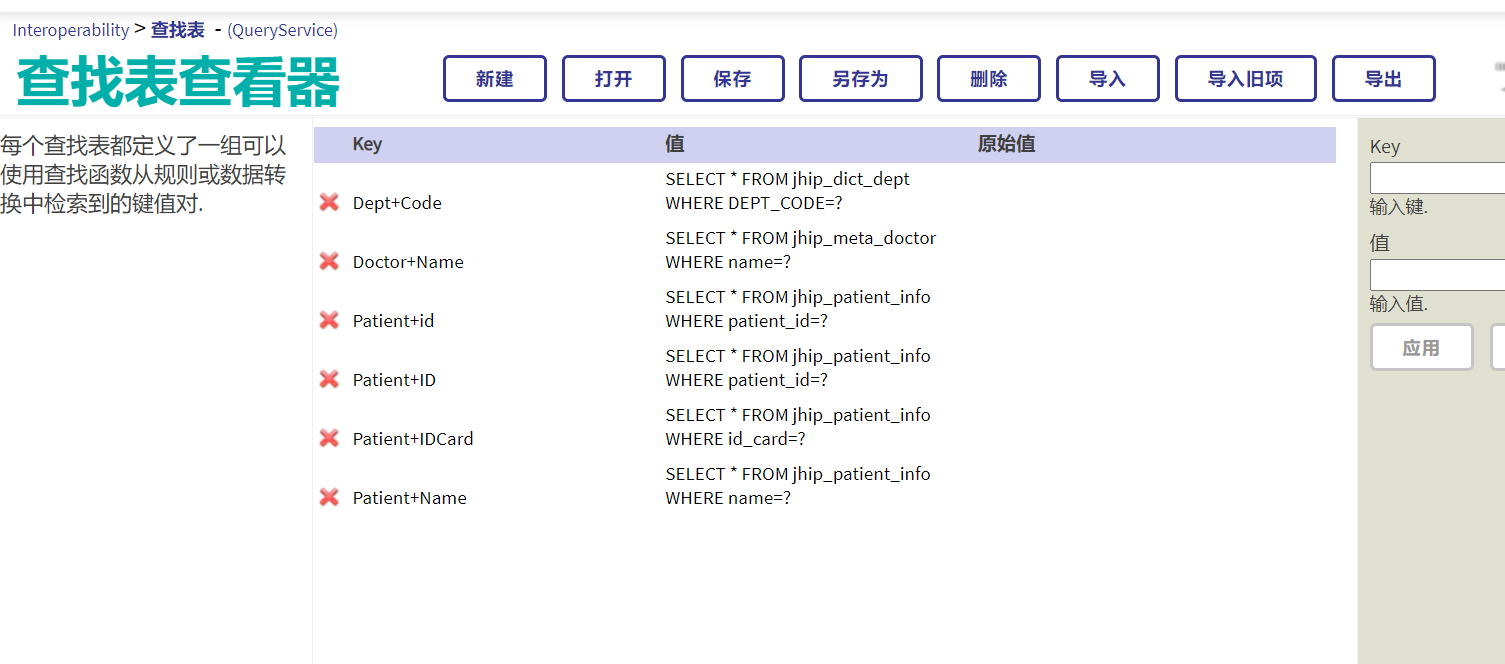 Interoperability > 查找表 - (QueryService)
查找表查看器
新建 打开 保存 另存为 删除 导入 导入旧项 导出
每个查找表都定义了一组可以
使用查找函数从规则或数据转
换中检索到的键值对.
Key 值 原始值
SELECT * FROM jhip_dict_dept
Dept+Code WHERE DEPT_CODE=?
SELECT * FROM jhip_meta_doctor
Doctor+Name WHERE name=?
SELECT * FROM jhip_patient_info
Patient+id WHERE patient_id=?
SELECT * FROM jhip_patient_info
Patient+ID WHERE patient_id=?
SELECT * FROM jhip_patient_info
Patient+IDCard WHERE id_card=?
SELECT * FROM jhip_patient_info
Patient+Name WHERE name=?
Key
输入键.
值
输入值.
应用